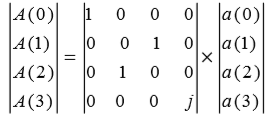 |A(0)| |1 0 0 0| |a(0)|
|A(1)| = |0 0 1 0| × |a(1)|
|A(2)| |0 1 0 0| |a(2)|
|A(3)| |0 0 0 j| |a(3)|